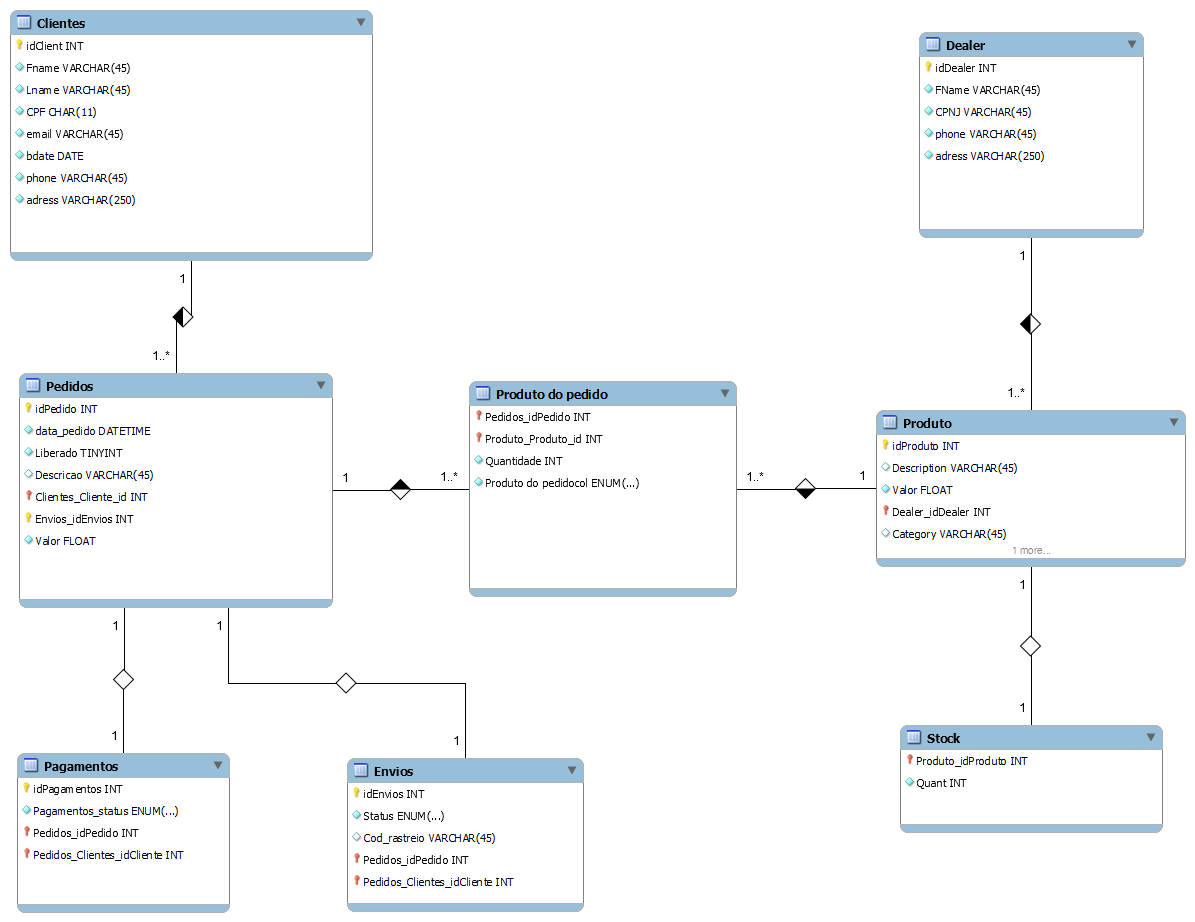 Clientes
idClient INT
Fname VARCHAR(45)
Lname VARCHAR(45)
CPF CHAR(11)
email VARCHAR(45)
bdate DATE
phone VARCHAR(45)
adress VARCHAR(250)
Dealer
idDealer INT
FName VARCHAR(45)
CPNJ VARCHAR(45)
phone VARCHAR(45)
adress VARCHAR(250)
1
1..*
1
1..*
Pedidos
idPedido INT
data_pedido DATETIME
Liberado TINYINT
Descricao VARCHAR(45)
Clientes_Cliente_id INT
Envios_idEnvios INT
Valor FLOAT
1
1..*
Produto do pedido
Pedidos_idPedido INT
Produto_Produto_id INT
Quantidade INT
Produto do pedidocol ENUM(...)
1..*
1
Produto
idProduto INT
Description VARCHAR(45)
Valor FLOAT
Dealer_idDealer INT
Category VARCHAR(45)
1 more...
1
1
1
1
1
1
Pagamentos
idPagamentos INT
Pagamentos_status ENUM(...)
Pedidos_idPedido INT
Pedidos_Clientes_idCliente INT
Envios
idEnvios INT
Status ENUM(...)
Cod_rastreio VARCHAR(45)
Pedidos_idPedido INT
Pedidos_Clientes_idCliente INT
Stock
Produto_idProduto INT
Quant INT